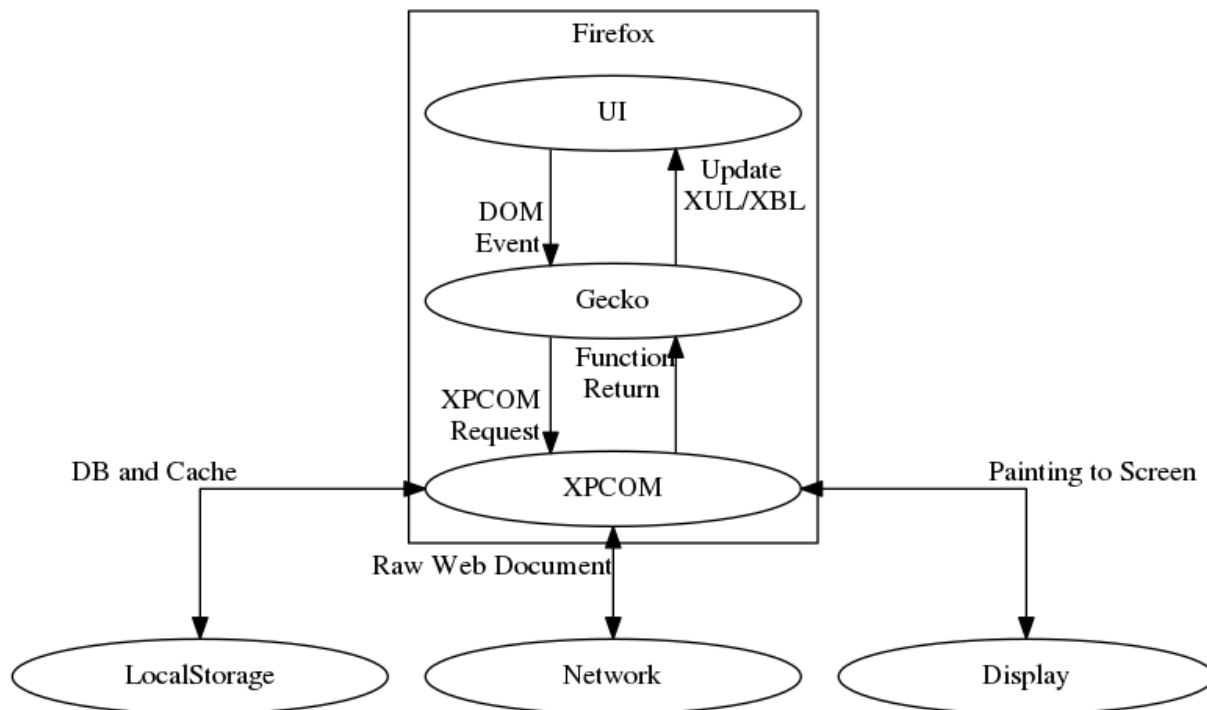 Firefox
UI
Update
XUL/XBL
DOM
Event
Gecko
Function
Return
XPCOM
Request
DB and Cache
XPCOM
Painting to Screen
Raw Web Document
LocalStorage
Network
Display